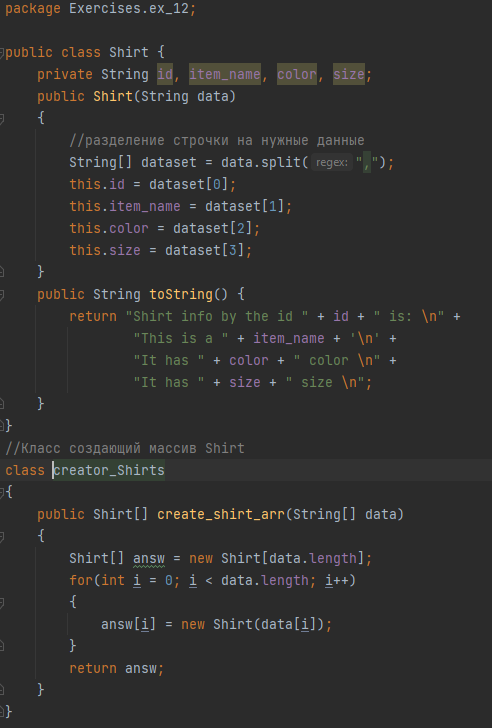 package Exercises.ex_12;
public class Shirt {
    private String id, item_name, color, size;
    public Shirt(String data)
    {
        //разделение строчки на нужные данные
        String[] dataset = data.split( regex: ",");
        this.id = dataset[0];
        this.item_name = dataset[1];
        this.color = dataset[2];
        this.size = dataset[3];
    }
    public String toString() {
        return "Shirt info by the id " + id + " is: \n" +
                "This is a " + item_name + '\n' +
                "It has " + color + " color \n" +
                "It has " + size + " size \n";
    }
}
//Класс создающий массив Shirt
class creator_Shirts
{
    public Shirt[] create_shirt_arr(String[] data)
    {
        Shirt[] answ = new Shirt[data.length];
        for(int i = 0; i < data.length; i++)
        {
            answ[i] = new Shirt(data[i]);
        }
        return answ;
    }
}